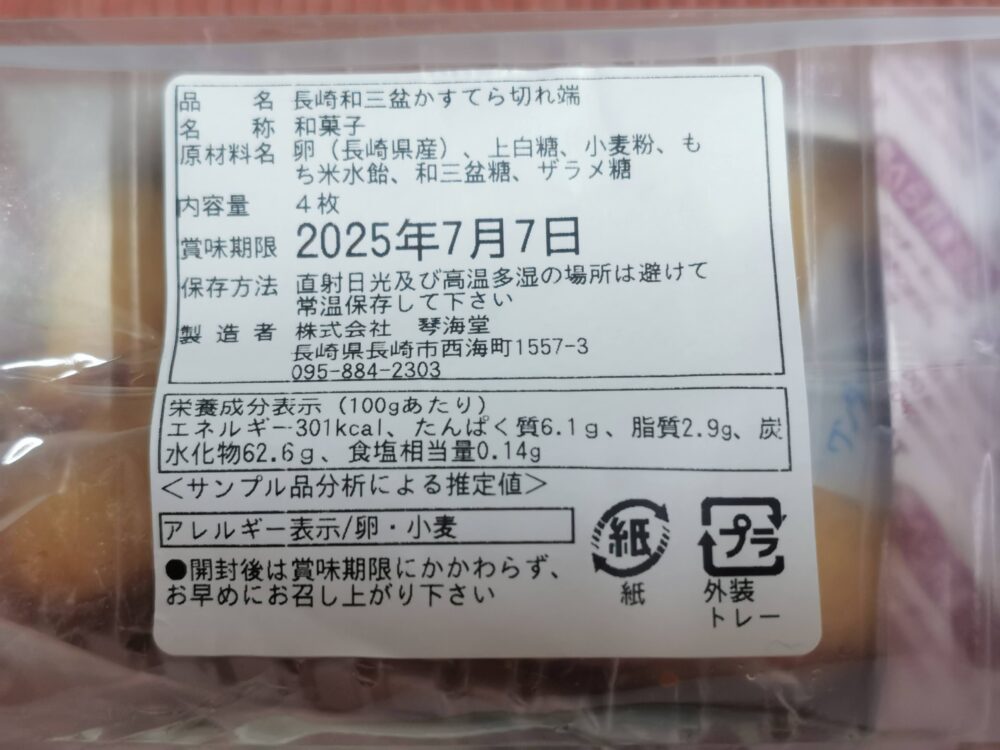 品名 長崎和三盆かすてら切れ端
名称 和菓子
原材料名 卵（長崎県産）、上白糖、小麦粉、も
ち米水飴、和三盆糖、ザラメ糖
内容量 4枚
賞味期限 2025年7月7日
保存方法 直射日光及び高温多湿の場所は避けて
常温保存して下さい
製造者 株式会社 琴海堂
長崎県長崎市西海町1557-3
095-884-2303
栄養成分表示（100gあたり）
エネルギー301kcal、たんぱく質6.1g、脂質2.9g、炭
水化物62.6g、食塩相当量0.14g
＜サンプル品分析による推定値＞
アレルギー表示/卵・小麦
●開封後は賞味期限にかかわらず、
お早めにお召し上がり下さい
紙
紙
プラ
外装
トレー